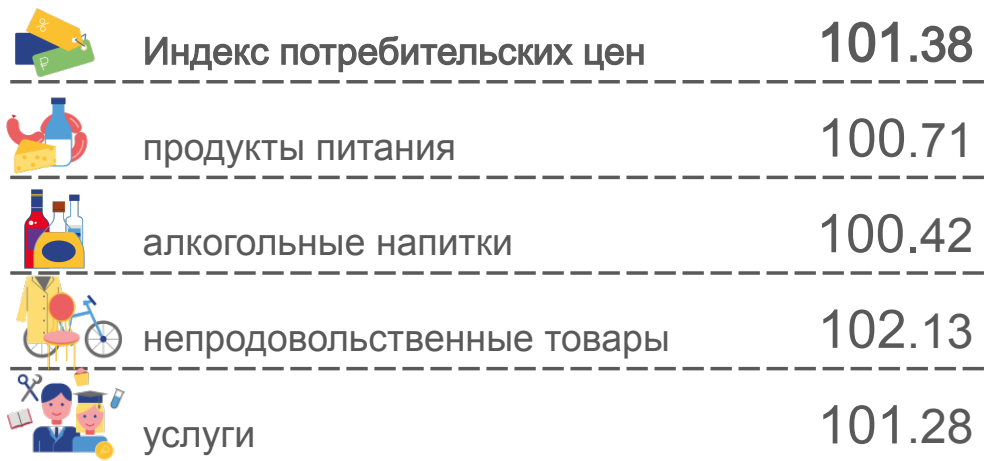 Индекс потребительских цен 101.38
продукты питания 100.71
алкогольные напитки 100.42
непродовольственные товары 102.13
услуги 101.28